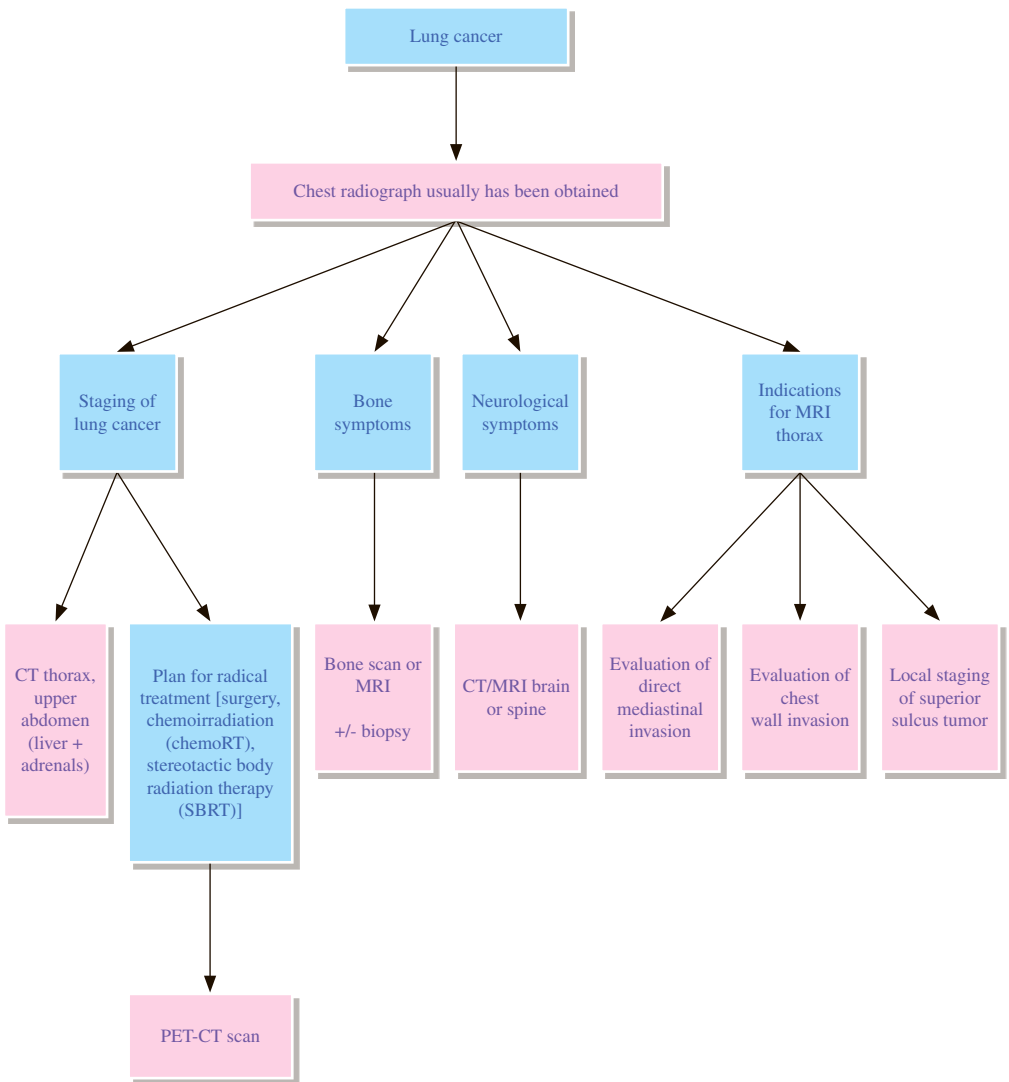 Lung cancer
Chest radiograph usually has been obtained
Staging of
lung cancer
Bone
symptoms
Neurological
symptoms
Indications
for MRI
thorax
CT thorax,
upper
abdomen
(liver +
adrenals)
Plan for radical
treatment [surgery,
chemoirradiation
(chemoRT),
stereotactic body
radiation therapy
(SBRT)]
Bone scan or
MRI
+/- biopsy
CT/MRI brain
or spine
Evaluation of
direct
mediastinal
invasion
Evaluation of
chest
wall invasion
Local staging
of superior
sulcus tumor
PET-CT scan